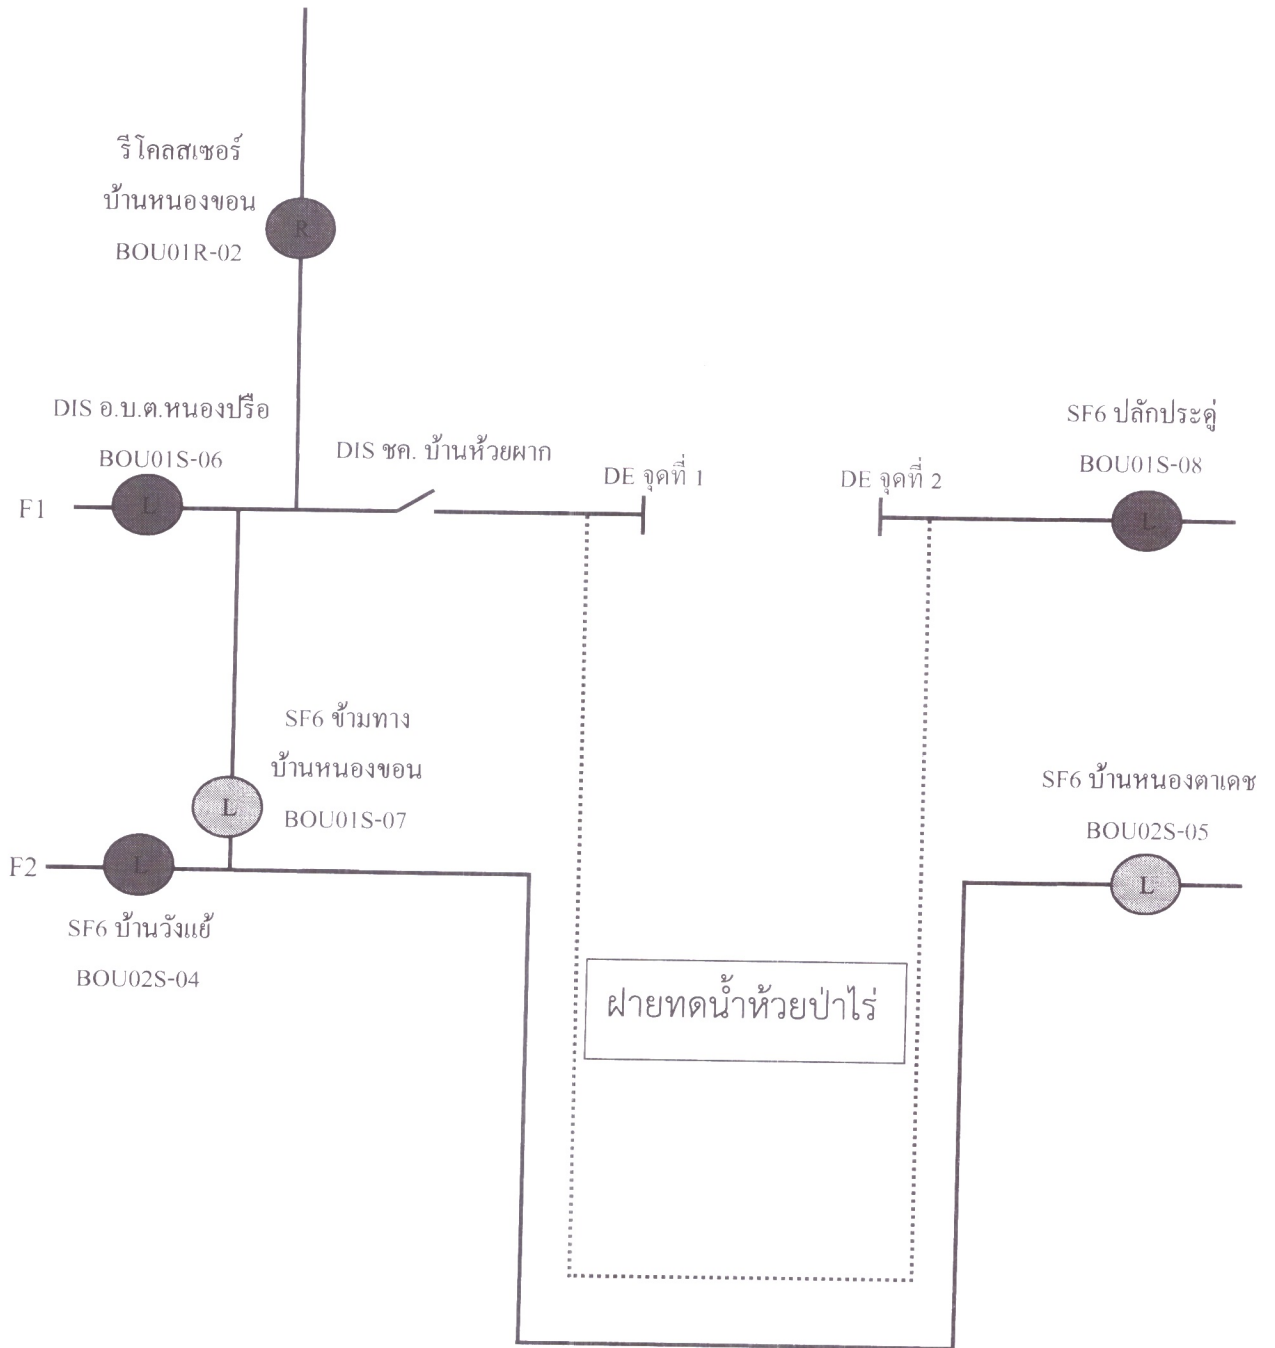 รีโคลสเซอร์
บ้านหนองขอน
BOU01R-02
R
DIS อ.บ.ต.หนองปรือ
BOU01S-06
F1
L
DIS ชค. บ้านห้วยผาก
DE จุดที่ 1
DE จุดที่ 2
SF6 ปลักประดู่
BOU01S-08
L
SF6 ข้ามทาง
บ้านหนองขอน
BOU01S-07
L
F2
L
SF6 บ้านวังแย้
BOU02S-04
SF6 บ้านหนองตาเดช
BOU02S-05
L
ฝายทดน้ำห้วยป่าไร่